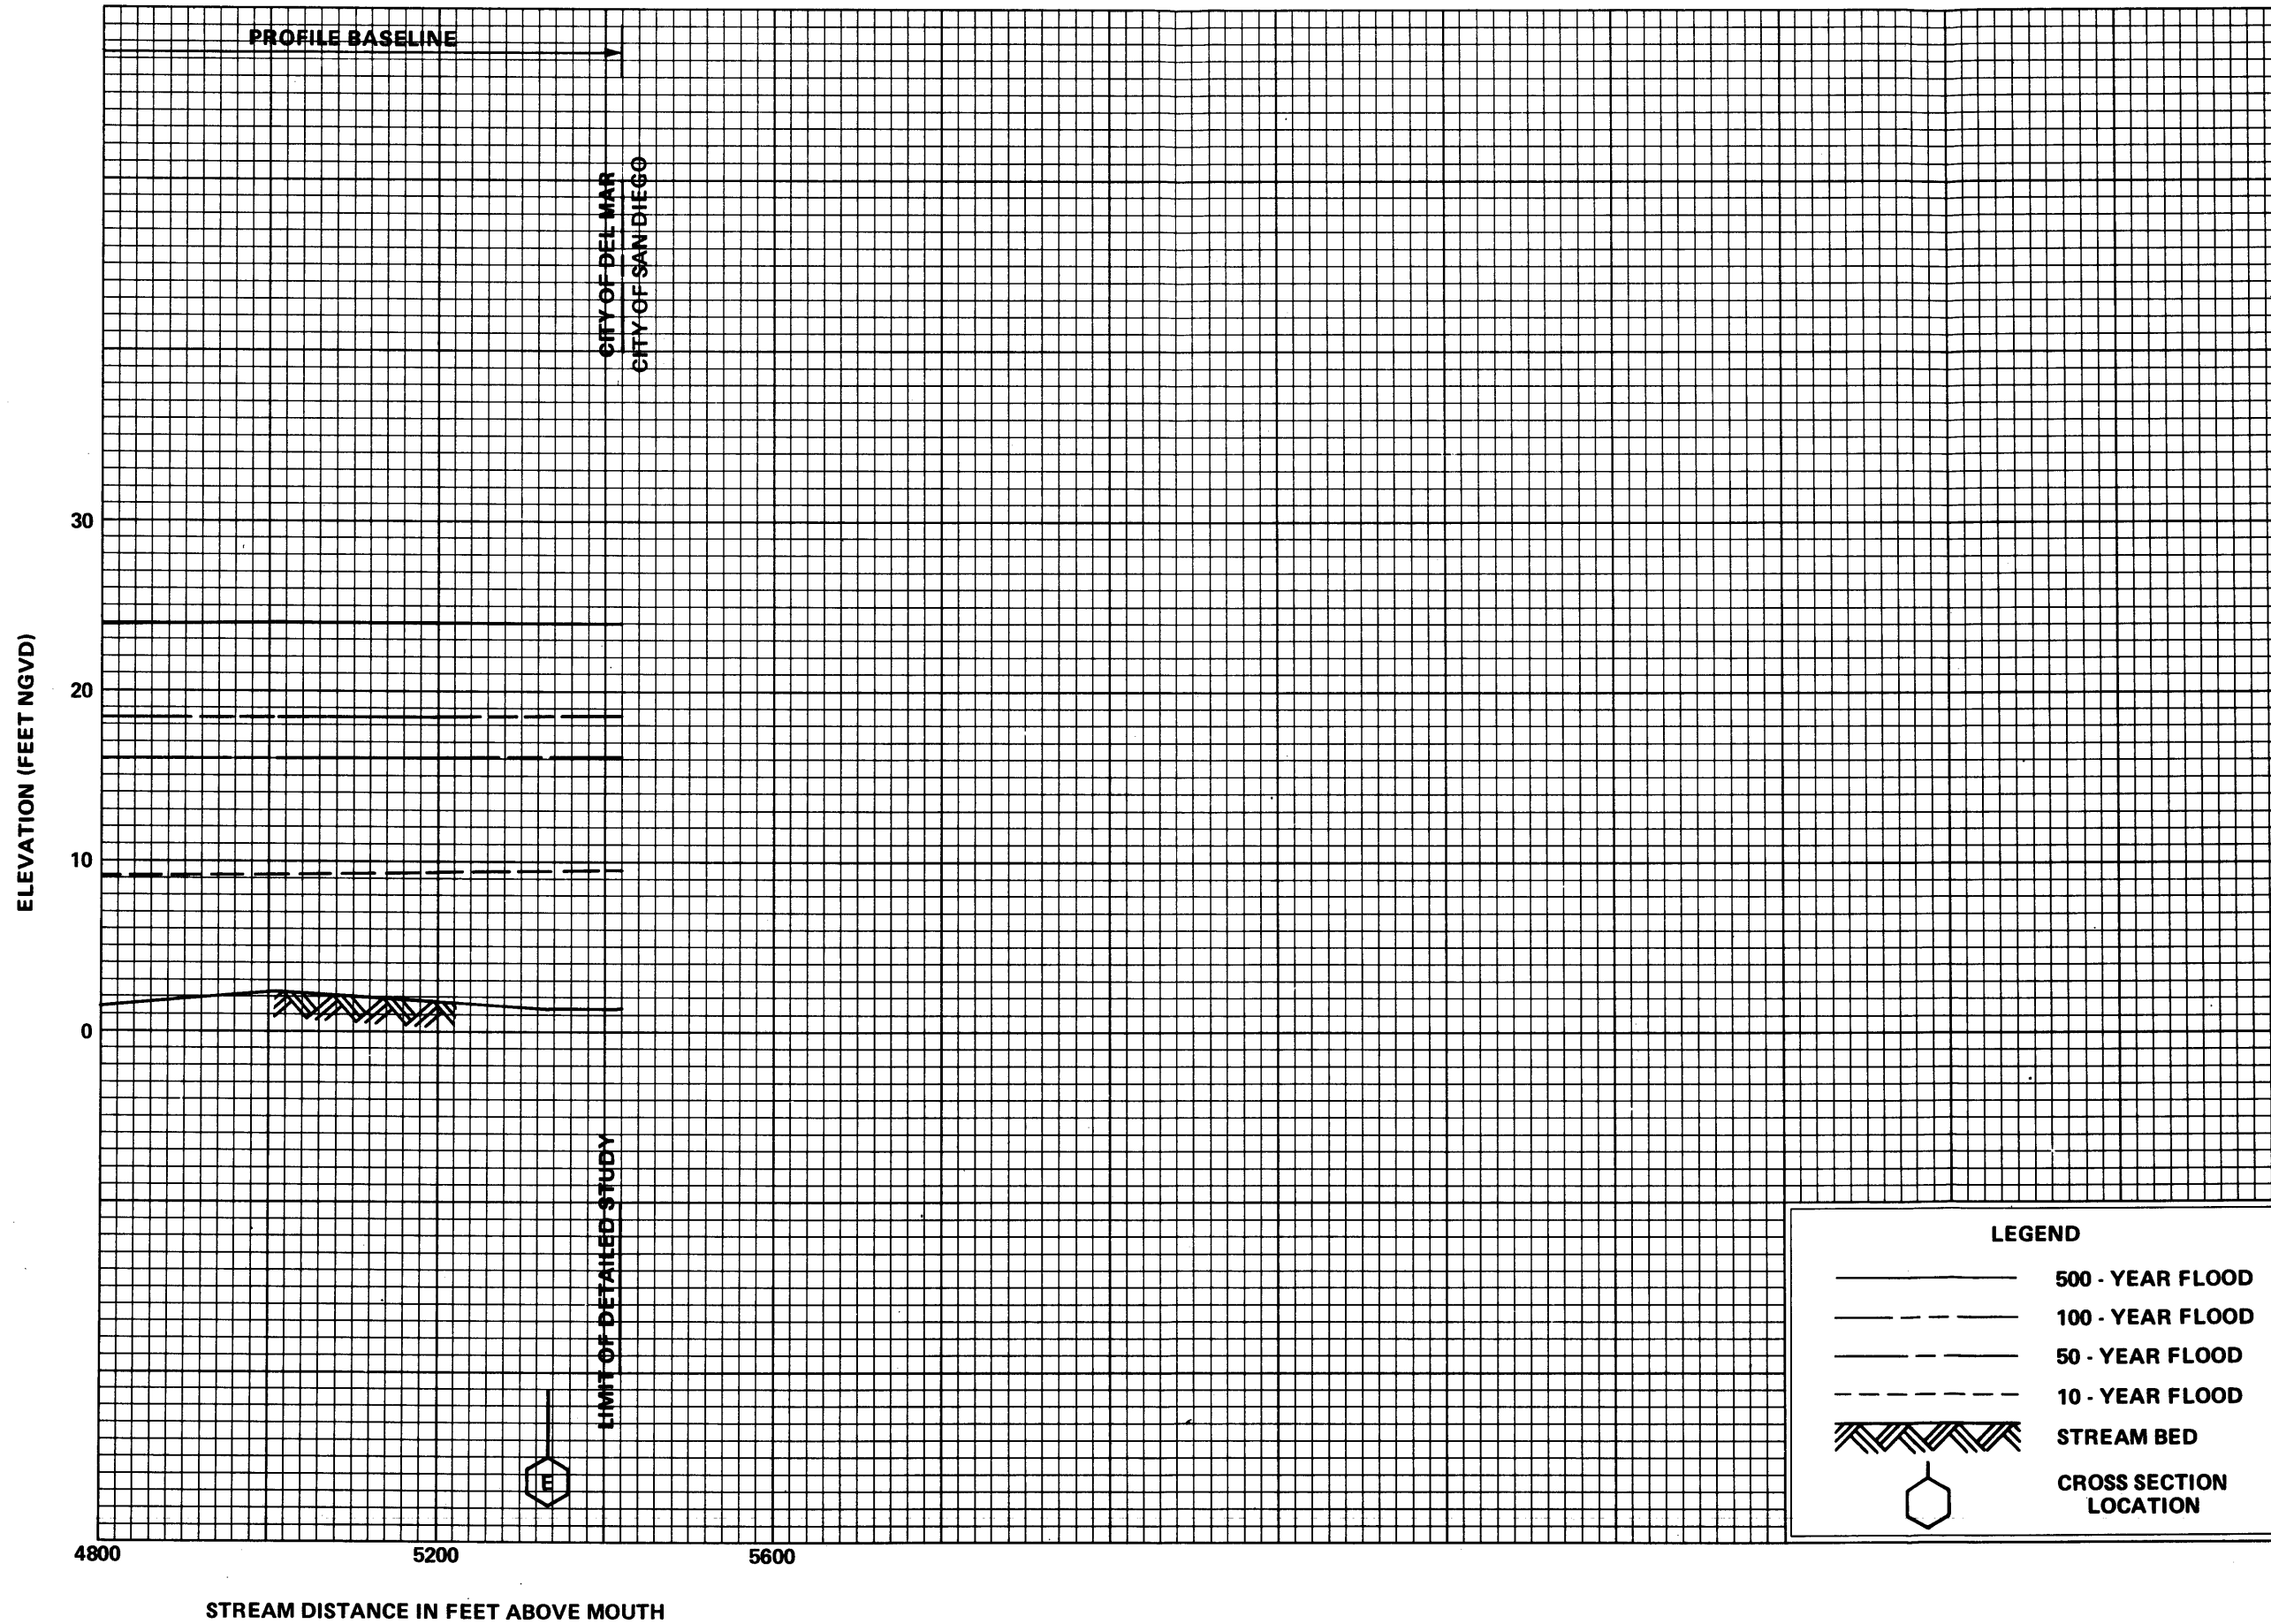 PROFILE BASELINE
CITY OF DEL MAR
CITY OF SAN DIEGO
30
20
10
0
ELEVATION (FEET NGVD)
LIMIT OF DETAILED STUDY
E
4800
5200
5600
STREAM DISTANCE IN FEET ABOVE MOUTH
LEGEND
500 - YEAR FLOOD
100 - YEAR FLOOD
50 - YEAR FLOOD
10 - YEAR FLOOD
STREAM BED
CROSS SECTION
LOCATION